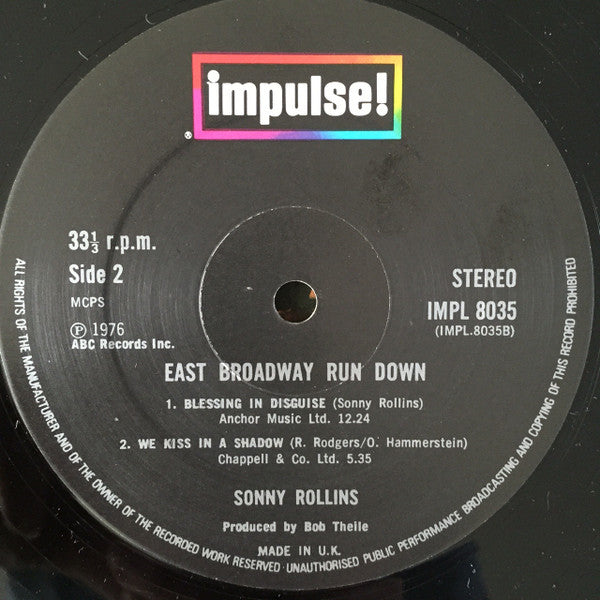 impulse!
®
33⅓ r.p.m.
Side 2
MCPS
Ⓟ 1976
ABC Records Inc.
STEREO
IMPL 8035
(IMPL.8035B)
EAST BROADWAY RUN DOWN
1. BLESSING IN DISGUISE (Sonny Rollins)
Anchor Music Ltd. 12.24
2. WE KISS IN A SHADOW (R. Rodgers/O. Hammerstein)
Chappell & Co. Ltd. 5.35
SONNY ROLLINS
Produced by Bob Theile
MADE IN U.K.
ALL RIGHTS OF THE MANUFACTURER AND OF THE OWNER OF THE RECORDED WORK RESERVED·UNAUTHORISED PUBLIC PERFORMANCE BROADCASTING AND COPYING OF THIS RECORD PROHIBITED